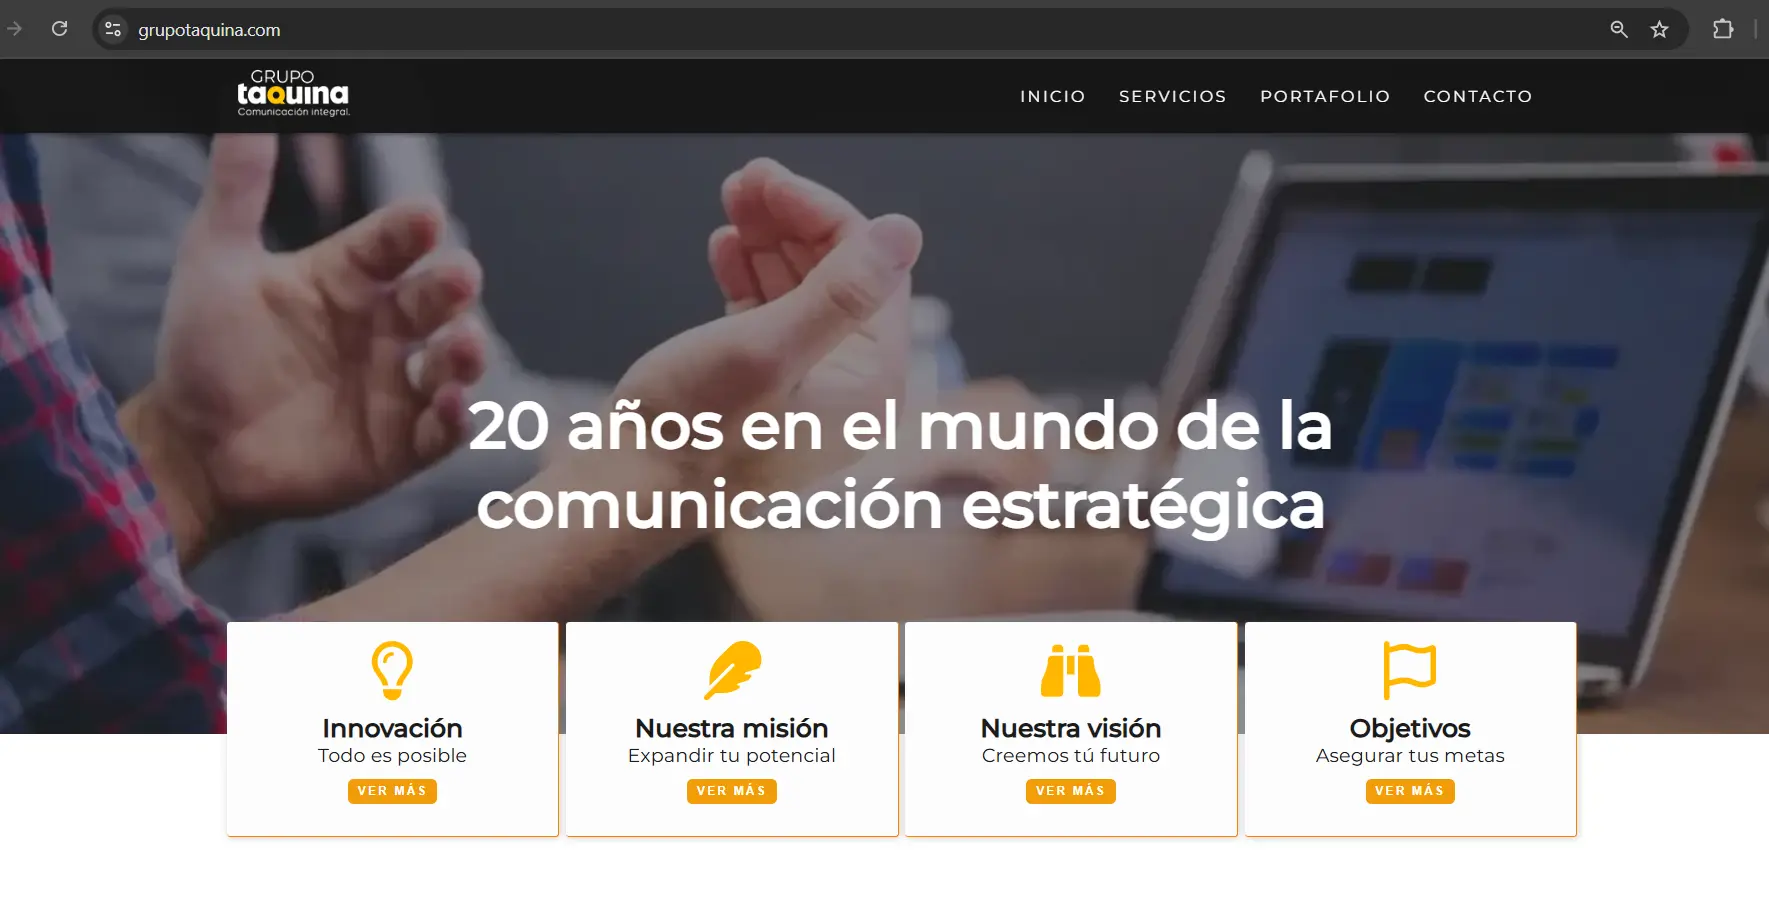 grupotaquina.com
GRUPO
taquina
Comunicación integral.
INICIO SERVICIOS PORTAFOLIO CONTACTO
20 años en el mundo de la
comunicación estratégica
Innovación
Todo es posible
VER MÁS
Nuestra misión
Expandir tu potencial
VER MÁS
Nuestra visión
Creemos tú futuro
VER MÁS
Objetivos
Asegurar tus metas
VER MÁS